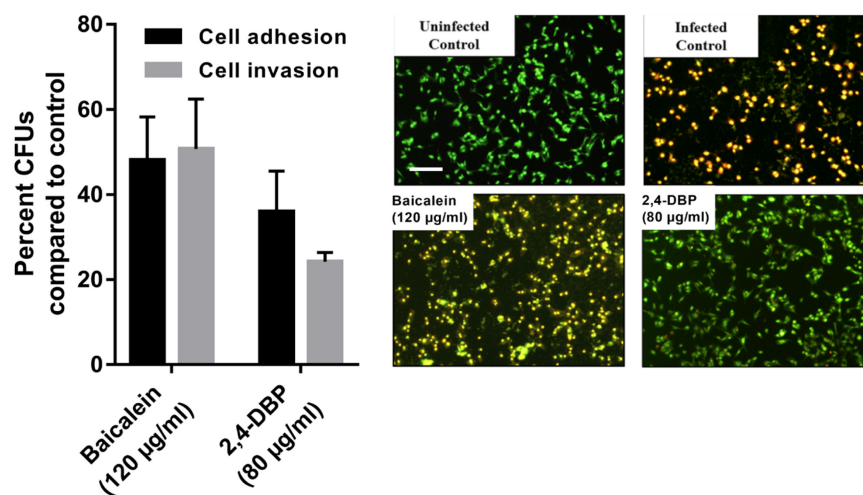 80
60
40
20
0
Percent CFUs
compared to control
Cell adhesion
Cell invasion
Baicalein
(120 µg/ml)
2,4-DBP
(80 µg/ml)
Uninfected
Control
Infected
Control
Baicalein
(120 µg/ml)
2,4-DBP
(80 µg/ml)